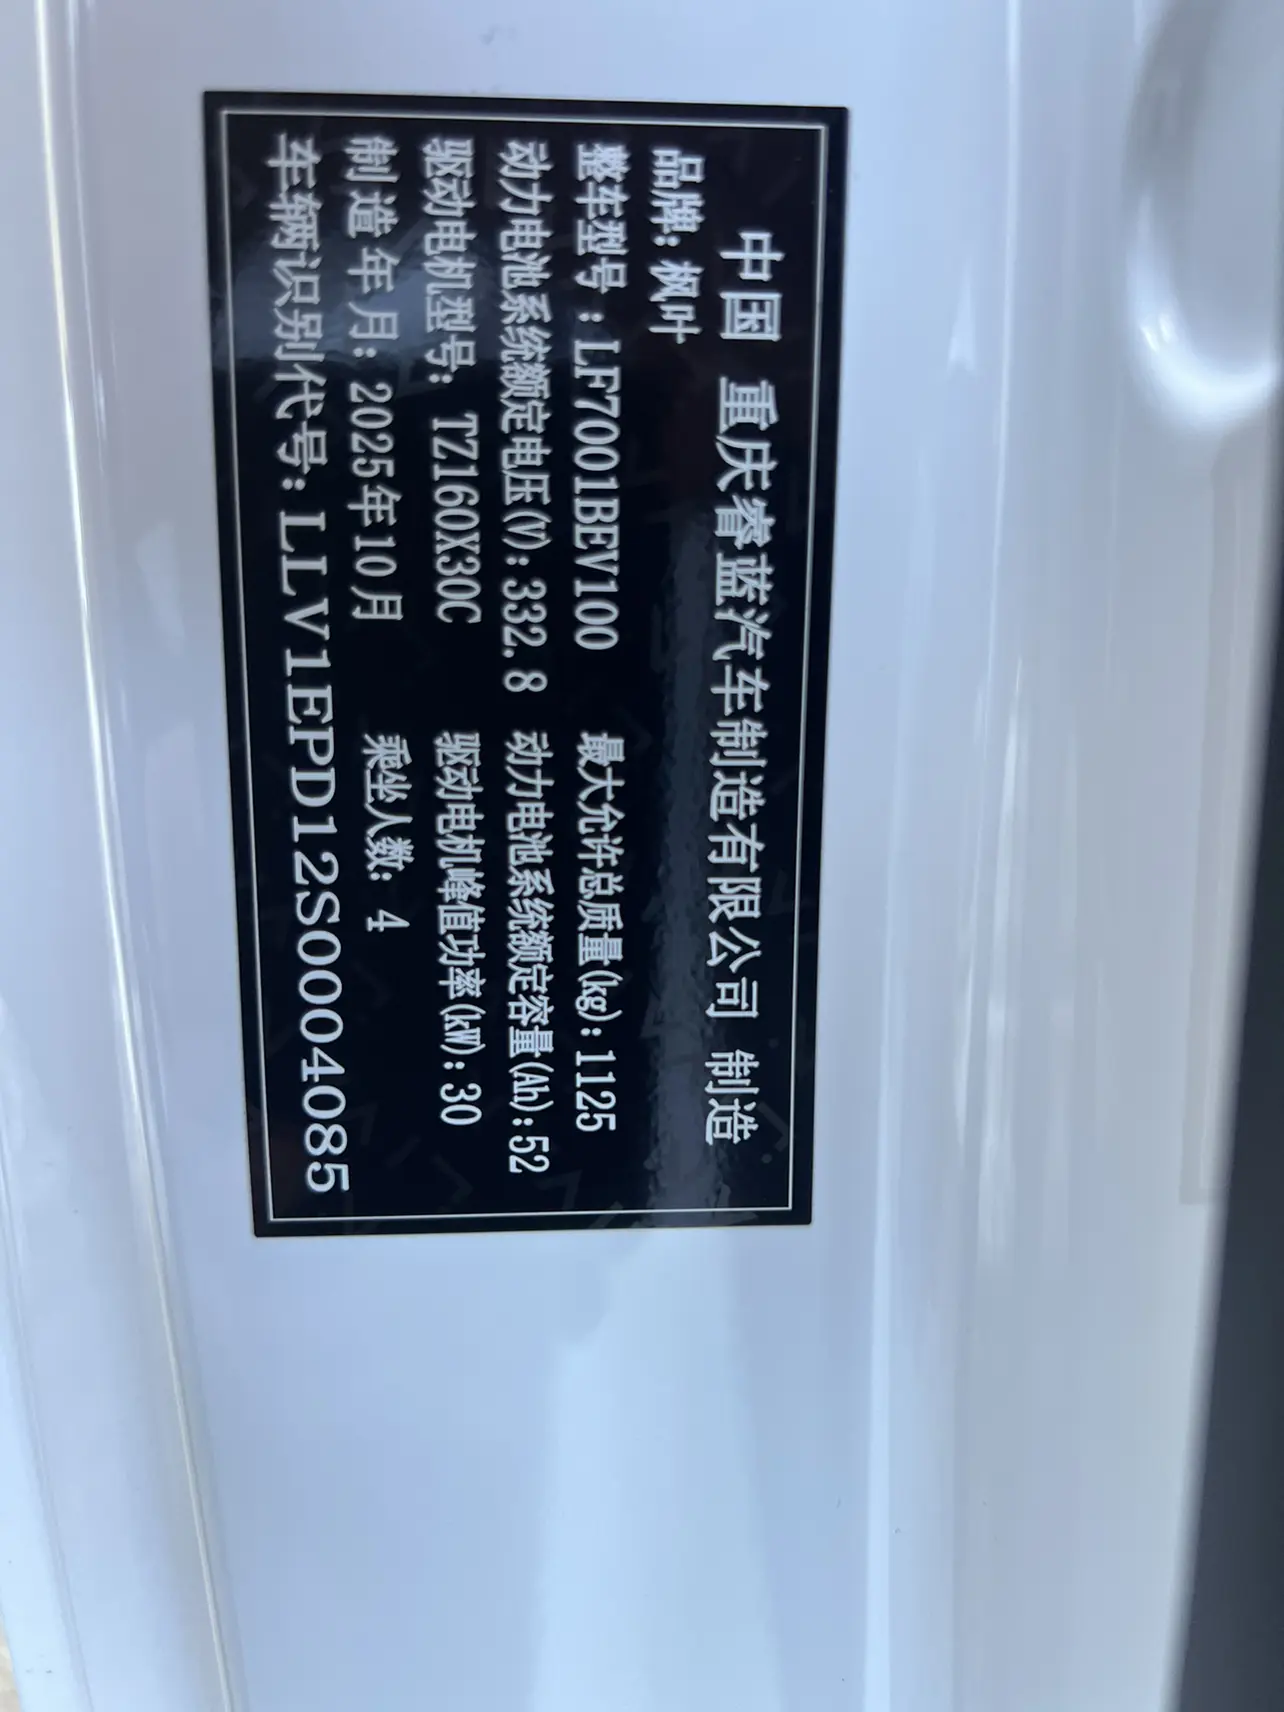 中国 重庆睿蓝汽车制造有限公司 制造
品牌：枫叶
整车型号：LF7001BEV100 最大允许总质量(kg)：1125
动力电池系统额定电压(V)：332.8 动力电池系统额定容量(Ah)：52
驱动电机型号：TZ160X30C 驱动电机峰值功率(kW)：30
制造年月：2025年10月 乘坐人数：4
车辆识别代号：LLV1EPD12S0004085